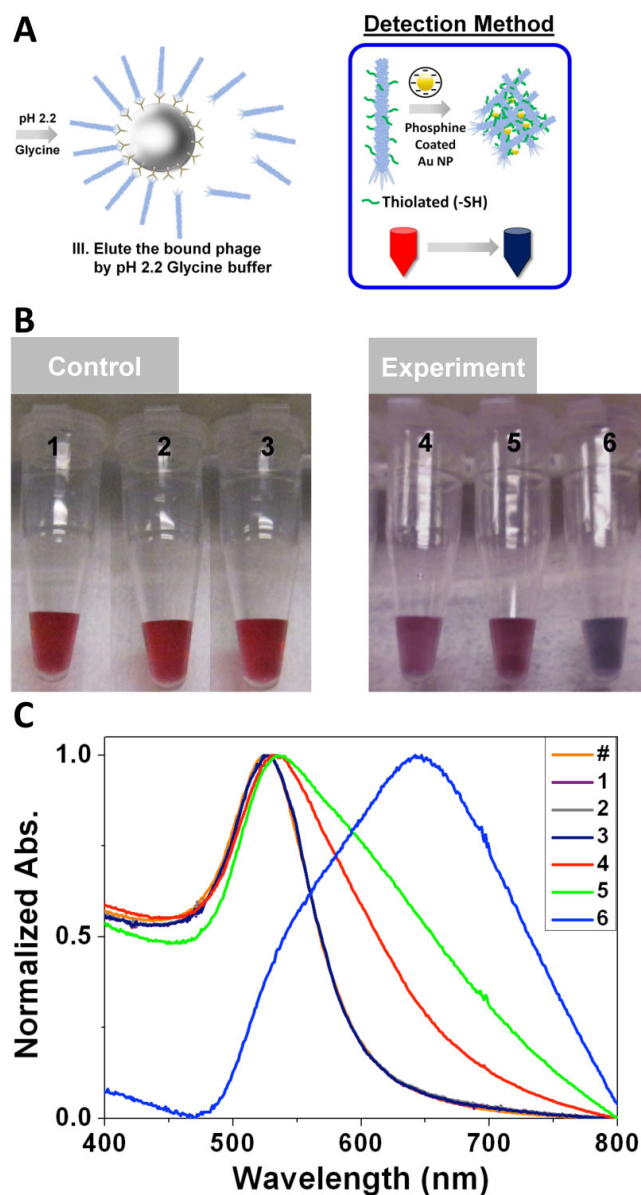 A
Detection Method
pH 2.2
Glycine
III. Elute the bound phage
by pH 2.2 Glycine buffer
Phosphine
Coated
Au NP
Thiolated (-SH)
B
Control
Experiment
1 2 3
4 5 6
C
1.0
0.5
0.0
Normalized Abs.
#
1
2
3
4
5
6
400 500 600 700 800
Wavelength (nm)